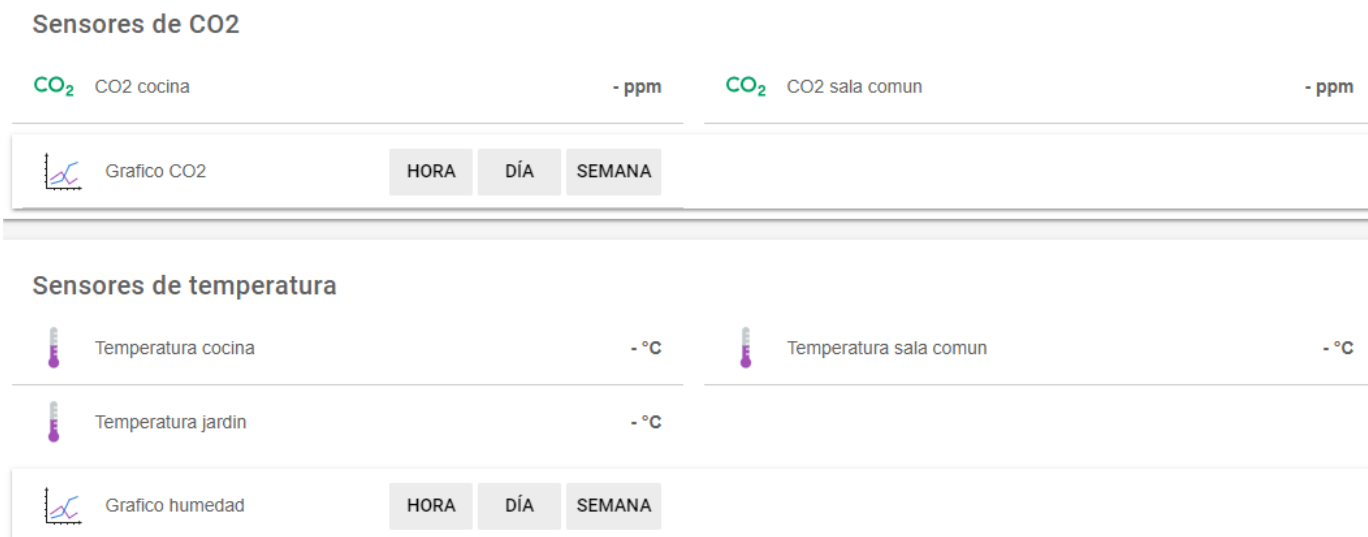 Sensores de CO2
CO₂ CO2 cocina - ppm CO₂ CO2 sala comun - ppm
Grafico CO2 HORA DÍA SEMANA
Sensores de temperatura
Temperatura cocina - °C Temperatura sala comun - °C
Temperatura jardin - °C
Grafico humedad HORA DÍA SEMANA